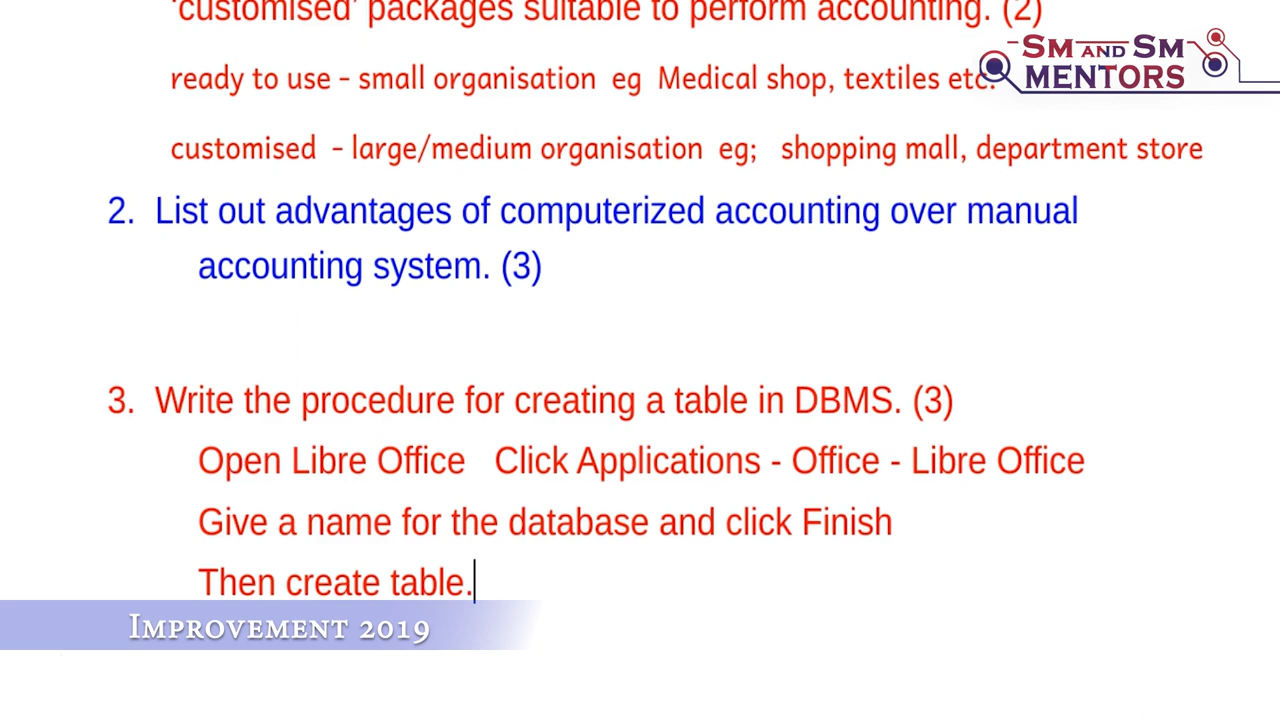 'customised' packages suitable to perform accounting. (2)
SM AND SM
MENTORS
ready to use - small organisation eg Medical shop, textiles etc.
customised - large/medium organisation eg; shopping mall, department store
2. List out advantages of computerized accounting over manual
accounting system. (3)
3. Write the procedure for creating a table in DBMS. (3)
Open Libre Office Click Applications - Office - Libre Office
Give a name for the database and click Finish
Then create table.
IMPROVEMENT 2019